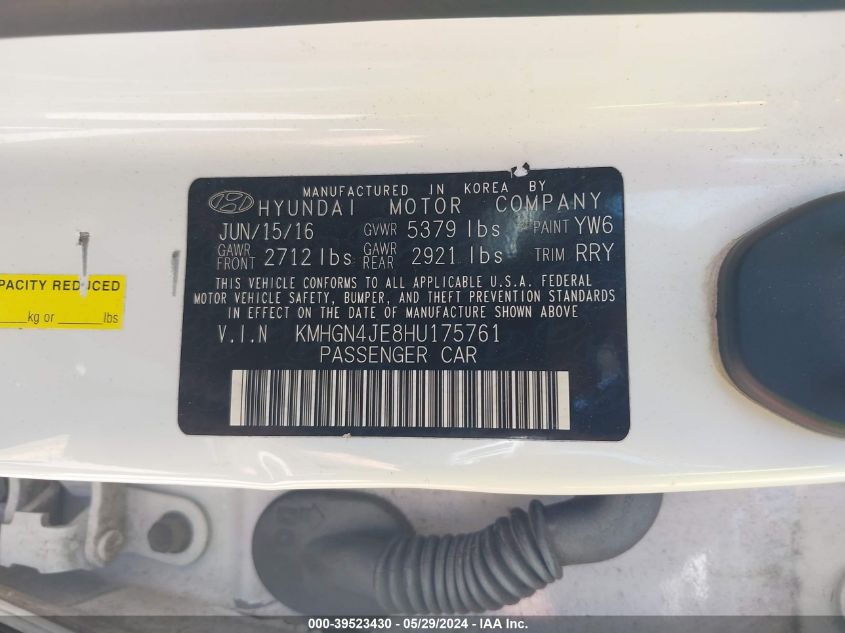 MANUFACTURED IN KOREA BY
HYUNDAI MOTOR COMPANY
JUN/15/16 GVWR 5379 lbs PAINT YW6
GAWR FRONT 2712 lbs GAWR REAR 2921 lbs TRIM RRY
THIS VEHICLE CONFORMS TO ALL APPLICABLE U.S.A. FEDERAL
MOTOR VEHICLE SAFETY, BUMPER, AND THEFT PREVENTION STANDARDS
IN EFFECT ON THE DATE OF MANUFACTURE SHOWN ABOVE
V.I.N KMHGN4JE8HU175761
PASSENGER CAR
PACITY REDUCED
____kg or ______lbs
000-39523430 - 05/29/2024 - IAA Inc.